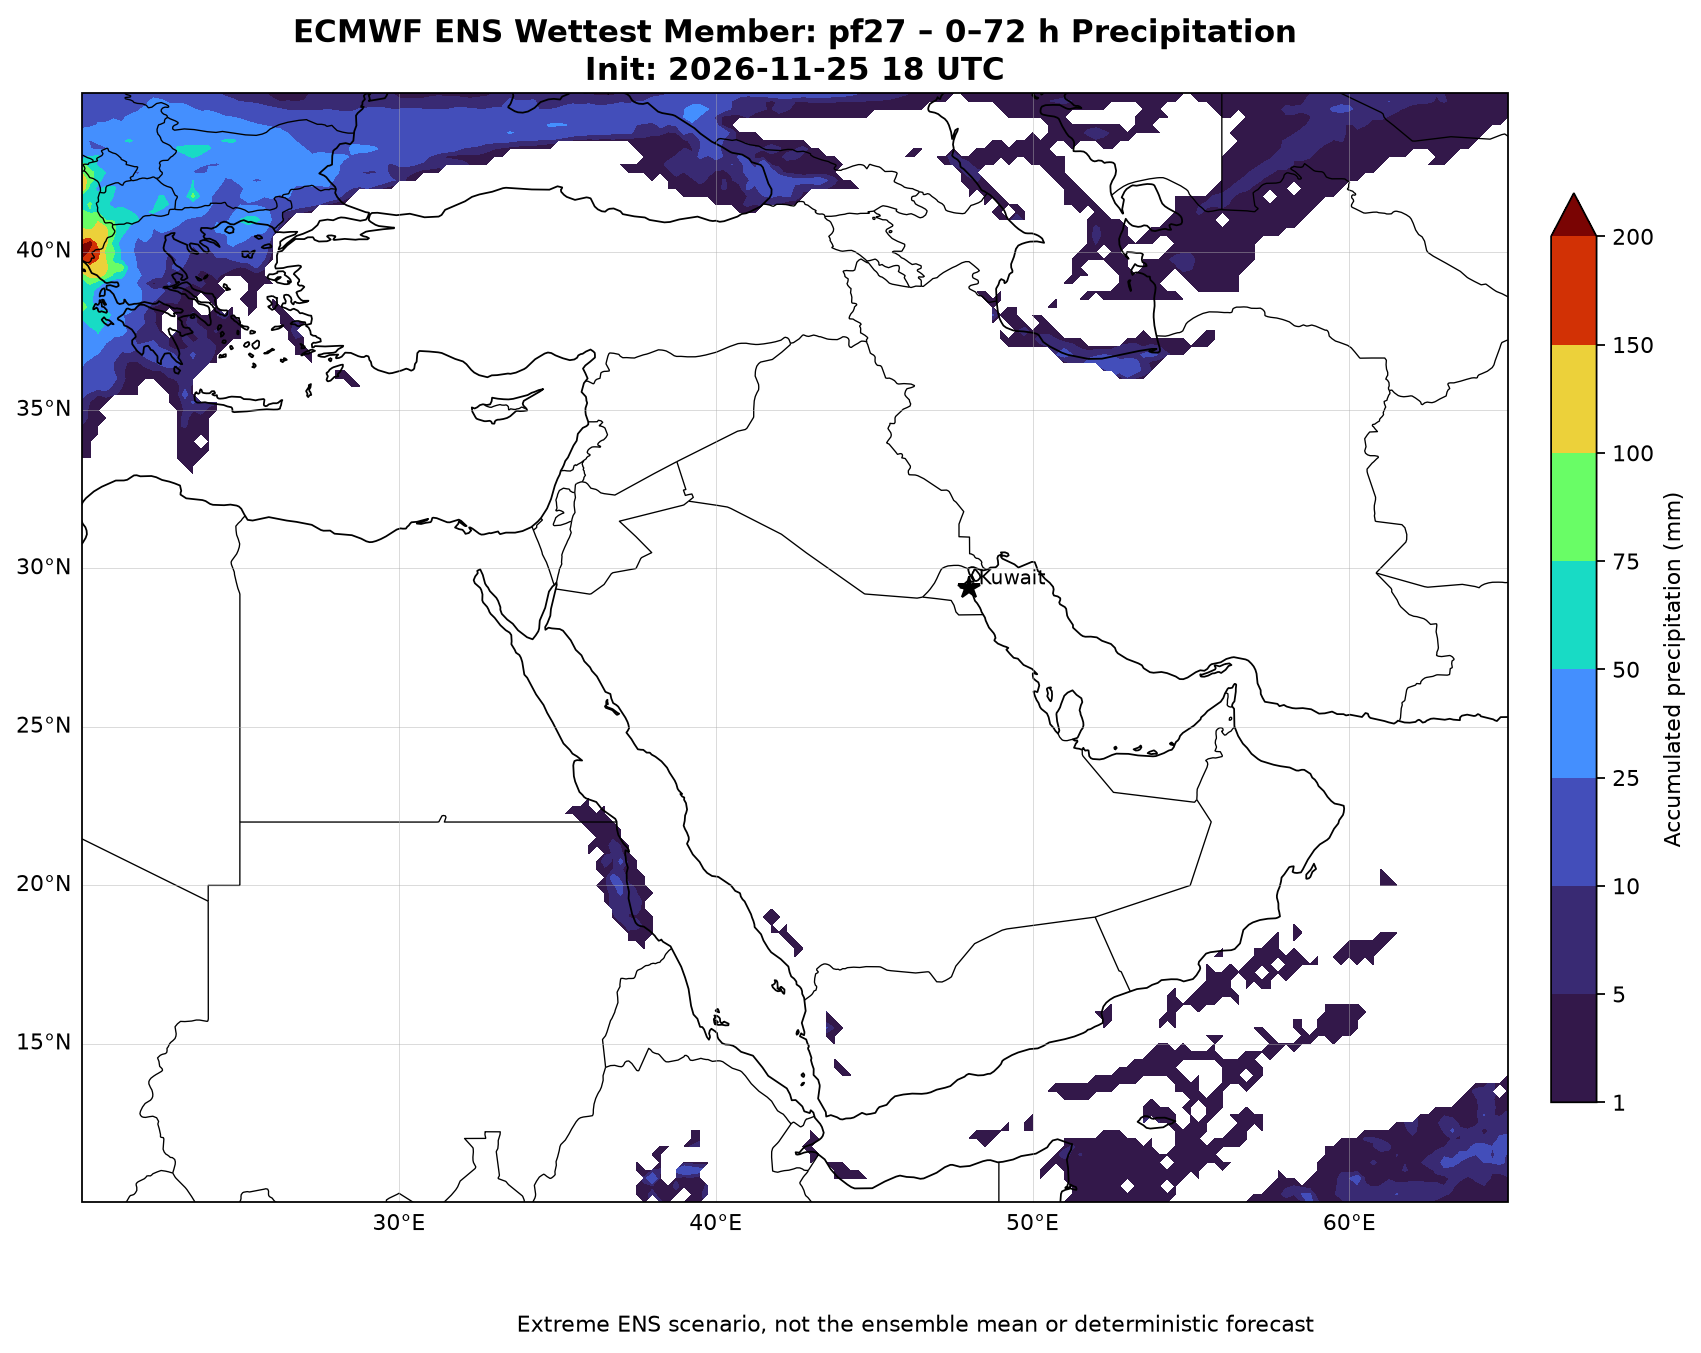 ECMWF ENS Wettest Member: pf27 – 0–72 h Precipitation
Init: 2026-11-25 18 UTC
40°N
35°N
30°N
25°N
20°N
15°N
30°E
40°E
50°E
60°E
Kuwait
200
150
100
75
50
25
10
5
1
Accumulated precipitation (mm)
Extreme ENS scenario, not the ensemble mean or deterministic forecast